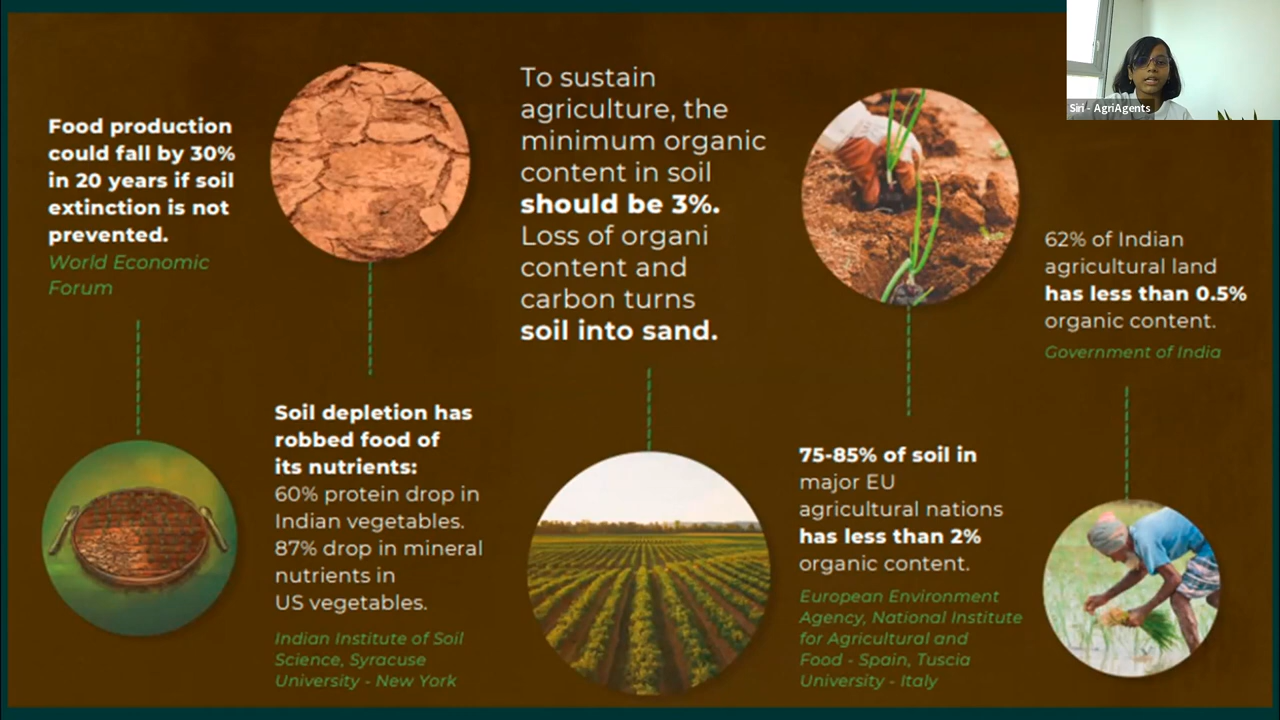 Food production
could fall by 30%
in 20 years if soil
extinction is not
prevented.
World Economic
Forum
Soil depletion has
robbed food of
its nutrients:
60% protein drop in
Indian vegetables.
87% drop in mineral
nutrients in
US vegetables.
Indian Institute of Soil
Science, Syracuse
University - New York
To sustain
agriculture, the
minimum organic
content in soil
should be 3%.
Loss of organi
content and
carbon turns
soil into sand.
75-85% of soil in
major EU
agricultural nations
has less than 2%
organic content.
European Environment
Agency, National Institute
for Agricultural and
Food - Spain, Tuscia
University - Italy
62% of Indian
agricultural land
has less than 0.5%
organic content.
Government of India
Siri - AgriAgents